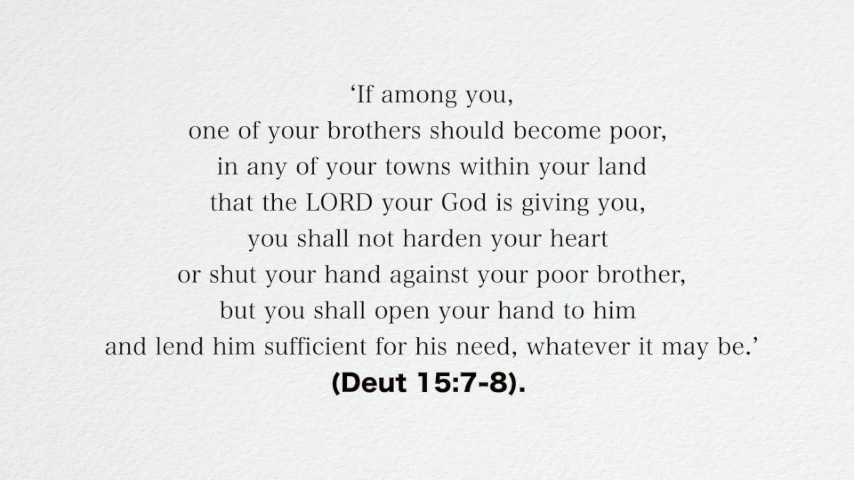 ‘If among you,
one of your brothers should become poor,
in any of your towns within your land
that the LORD your God is giving you,
you shall not harden your heart
or shut your hand against your poor brother,
but you shall open your hand to him
and lend him sufficient for his need, whatever it may be.’
(Deut 15:7-8).